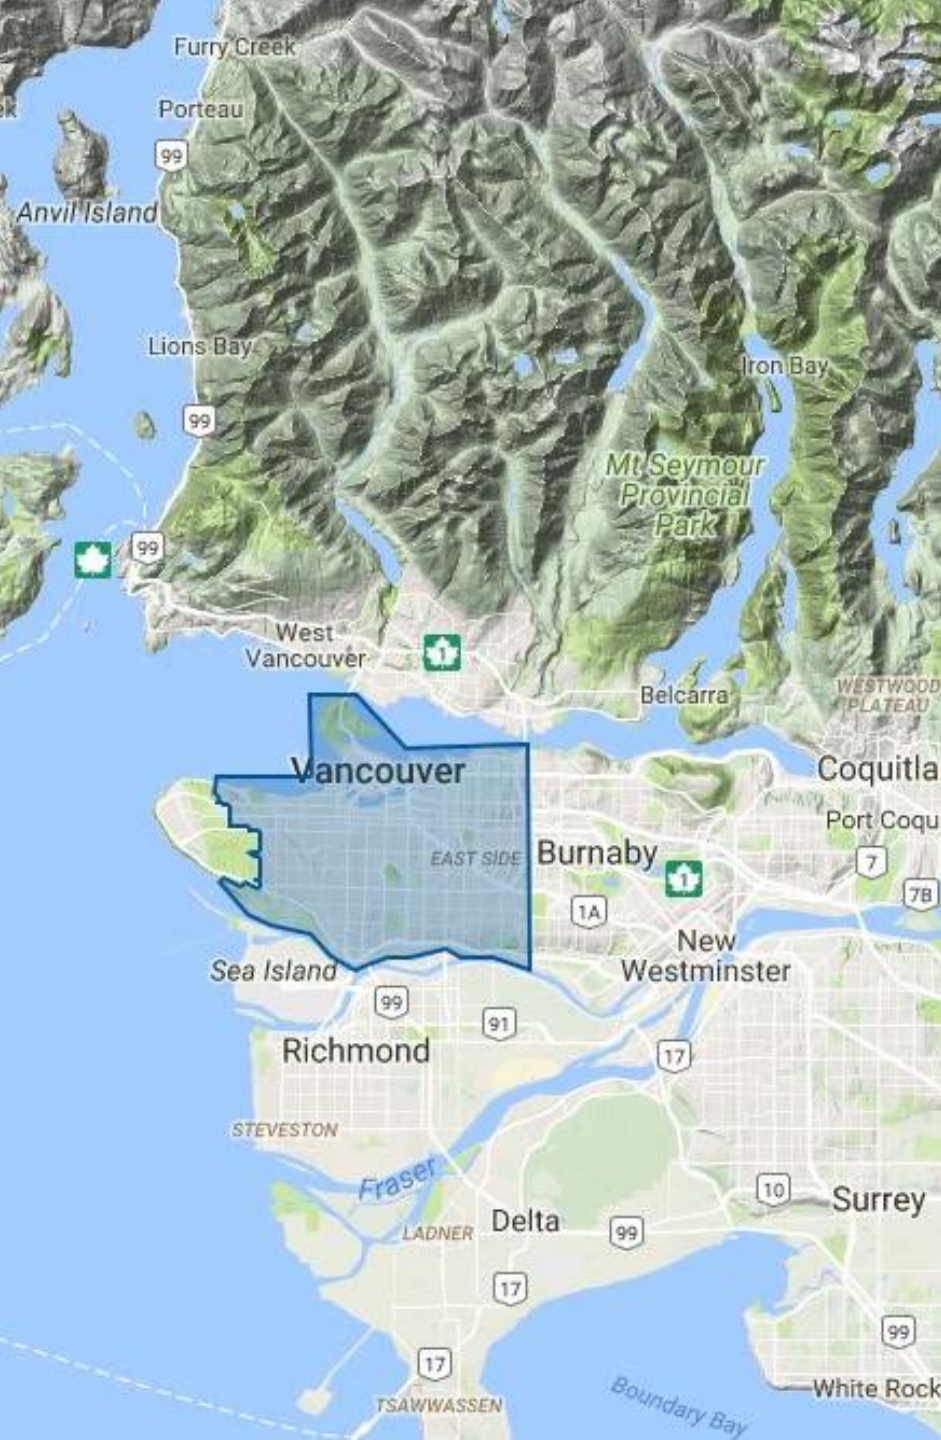 Furry Creek
Porteau
99
Anvil Island
Lions Bay
Iron Bay
99
Mt Seymour
Provincial
Park
99
West
Vancouver
1
Belcarra
WESTWOOD
PLATEAU
Vancouver
Coquitla
Port Coqu
EAST SIDE
Burnaby
1
7
7B
1A
New
Westminster
Sea Island
99
91
Richmond
17
STEVESTON
Fraser
10
Surrey
LADNER
Delta
99
17
99
17
White Rock
Boundary Bay
TSAWWASSEN